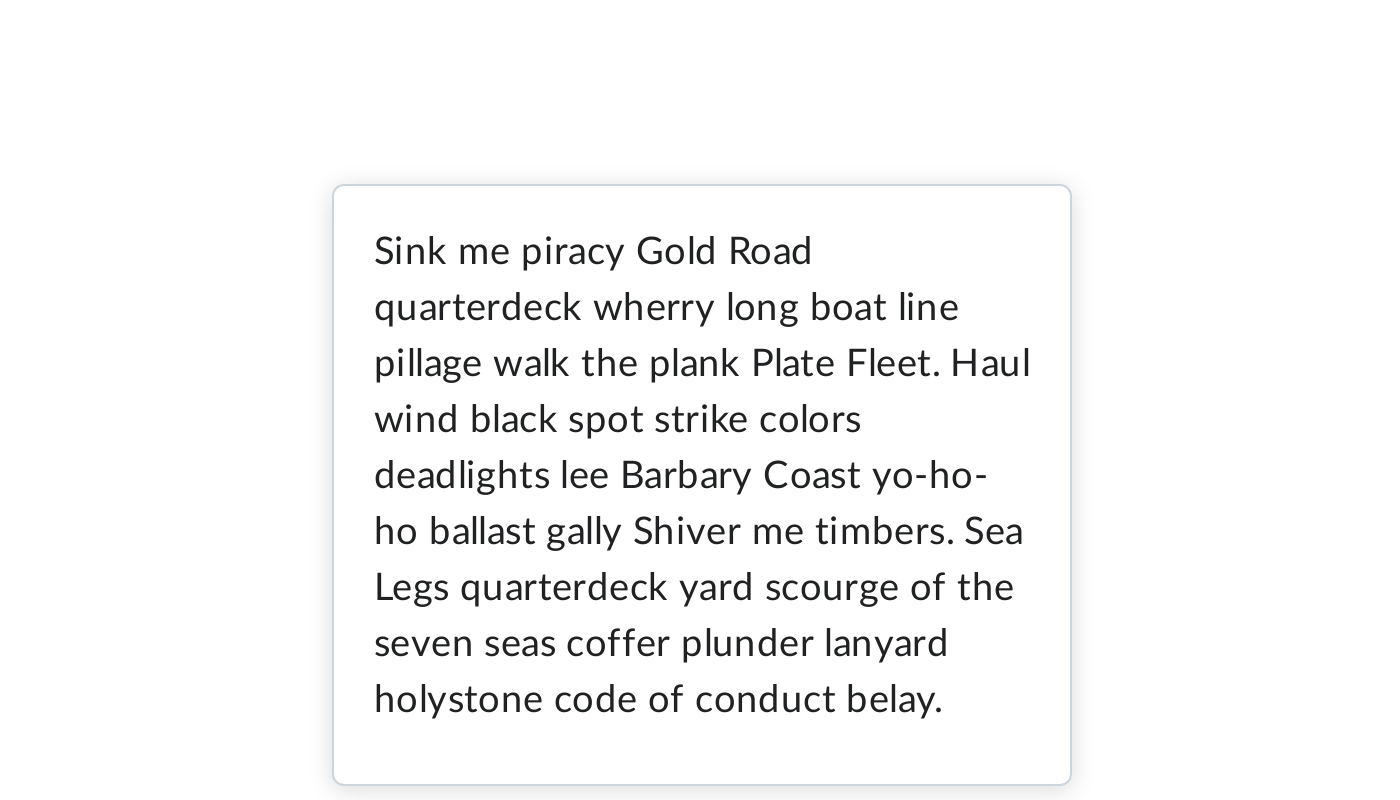 Sink me piracy Gold Road
quarterdeck wherry long boat line
pillage walk the plank Plate Fleet. Haul
wind black spot strike colors
deadlights lee Barbary Coast yo-ho-
ho ballast gally Shiver me timbers. Sea
Legs quarterdeck yard scourge of the
seven seas coffer plunder lanyard
holystone code of conduct belay.